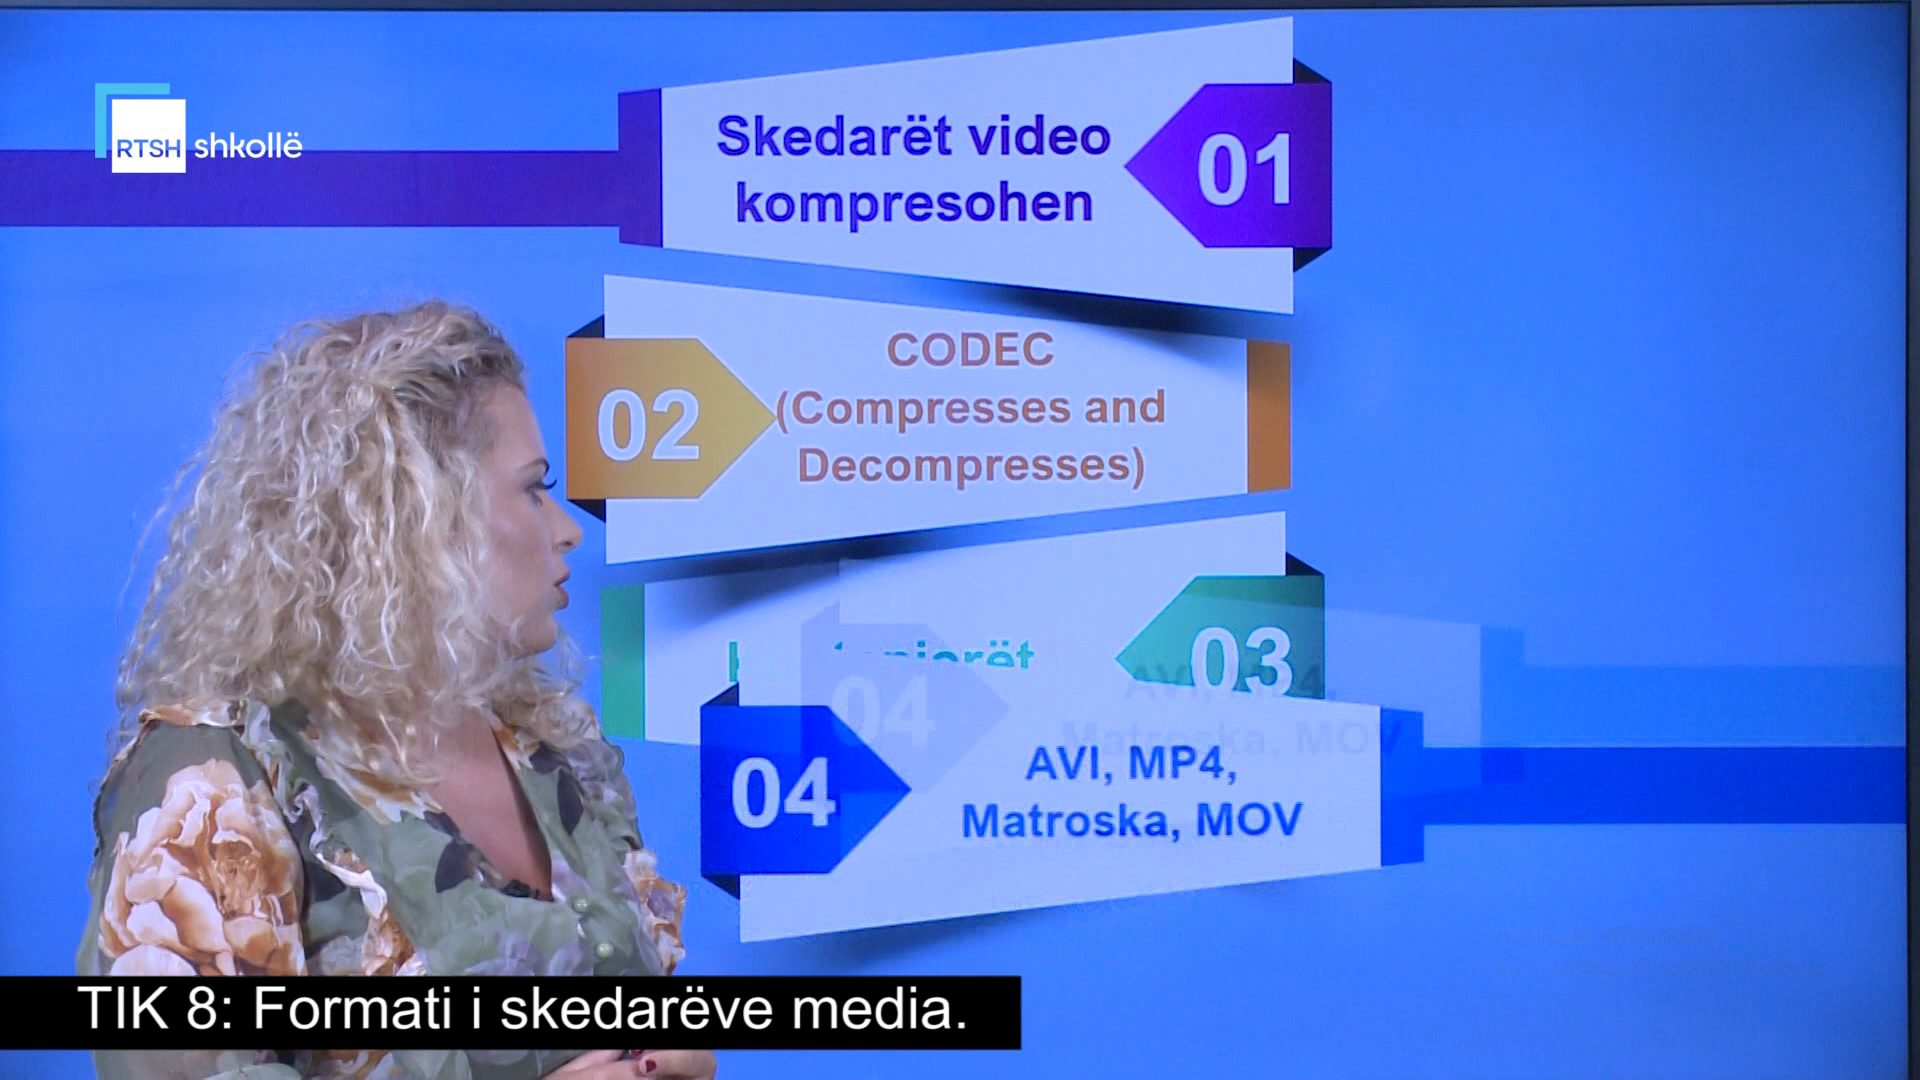 RTSH shkollë
Skedarët video
kompresohen
01
CODEC
(Compresses and
Decompresses)
02
03
04
AVI, MP4,
Matroska, MOV
TIK 8: Formati i skedarëve media.